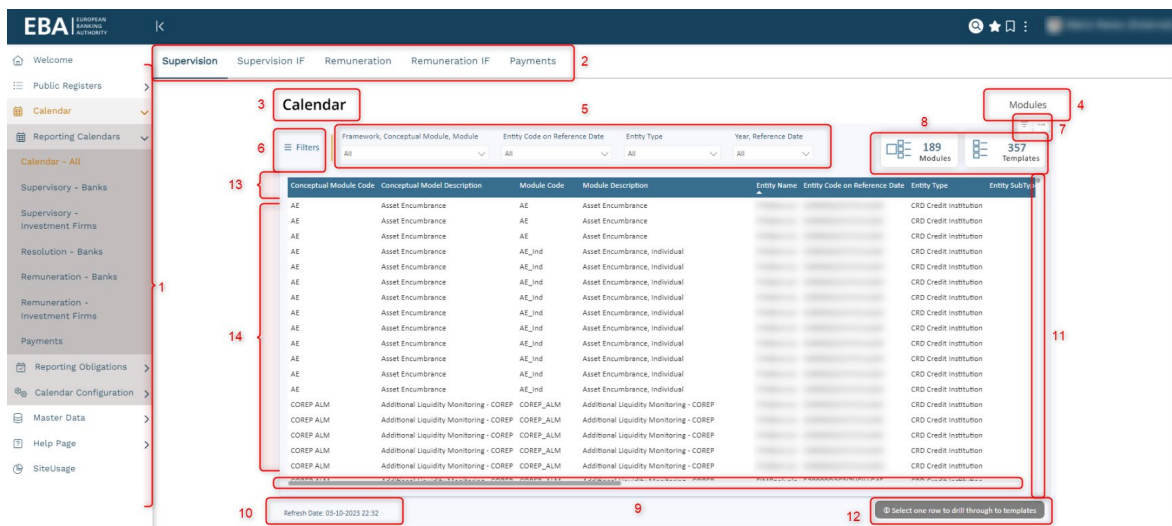 EBA EUROPEAN BANKING AUTHORITY
Welcome
Public Registers
Calendar
Reporting Calendars
Calendar - All
Supervisory - Banks
Supervisory -
Investment Firms
Resolution - Banks
Remuneration - Banks
Remuneration -
Investment Firms
Payments
Reporting Obligations
Calendar Configuration
Master Data
Help Page
SiteUsage
1
Supervision Supervision IF Remuneration Remuneration IF Payments 2
3 Calendar 5 Modules 4
6 Filters
Framework, Conceptual Module, Module Entity Code on Reference Date Entity Type Year, Reference Date
All All All All
8 7
189 Modules 357 Templates
13 Conceptual Module Code Conceptual Model Description Module Code Module Description Entity Name Entity Code on Reference Date Entity Type Entity SubType
AE Asset Encumbrance AE Asset Encumbrance CRD Credit Institution
AE Asset Encumbrance AE Asset Encumbrance CRD Credit Institution
AE Asset Encumbrance AE Asset Encumbrance CRD Credit Institution
AE Asset Encumbrance AE_Ind Asset Encumbrance, Individual CRD Credit Institution
AE Asset Encumbrance AE_Ind Asset Encumbrance, Individual CRD Credit Institution
AE Asset Encumbrance AE_Ind Asset Encumbrance, Individual CRD Credit Institution
AE Asset Encumbrance AE_Ind Asset Encumbrance, Individual CRD Credit Institution
AE Asset Encumbrance AE_Ind Asset Encumbrance, Individual CRD Credit Institution
AE Asset Encumbrance AE_Ind Asset Encumbrance, Individual CRD Credit Institution
AE Asset Encumbrance AE_Ind Asset Encumbrance, Individual CRD Credit Institution
AE Asset Encumbrance AE_Ind Asset Encumbrance, Individual CRD Credit Institution
AE Asset Encumbrance AE_Ind Asset Encumbrance, Individual CRD Credit Institution
AE Asset Encumbrance AE_Ind Asset Encumbrance, Individual CRD Credit Institution
COREP ALM Additional Liquidity Monitoring - COREP COREP_ALM Additional Liquidity Monitoring - COREP CRD Credit Institution
COREP ALM Additional Liquidity Monitoring - COREP COREP_ALM Additional Liquidity Monitoring - COREP CRD Credit Institution
COREP ALM Additional Liquidity Monitoring - COREP COREP_ALM Additional Liquidity Monitoring - COREP CRD Credit Institution
COREP ALM Additional Liquidity Monitoring - COREP COREP_ALM Additional Liquidity Monitoring - COREP CRD Credit Institution
COREP ALM Additional Liquidity Monitoring - COREP COREP_ALM Additional Liquidity Monitoring - COREP CRD Credit Institution
14
11
10 Refresh Date: 03-10-2023 22:32 9 12 Select one row to drill through to templates